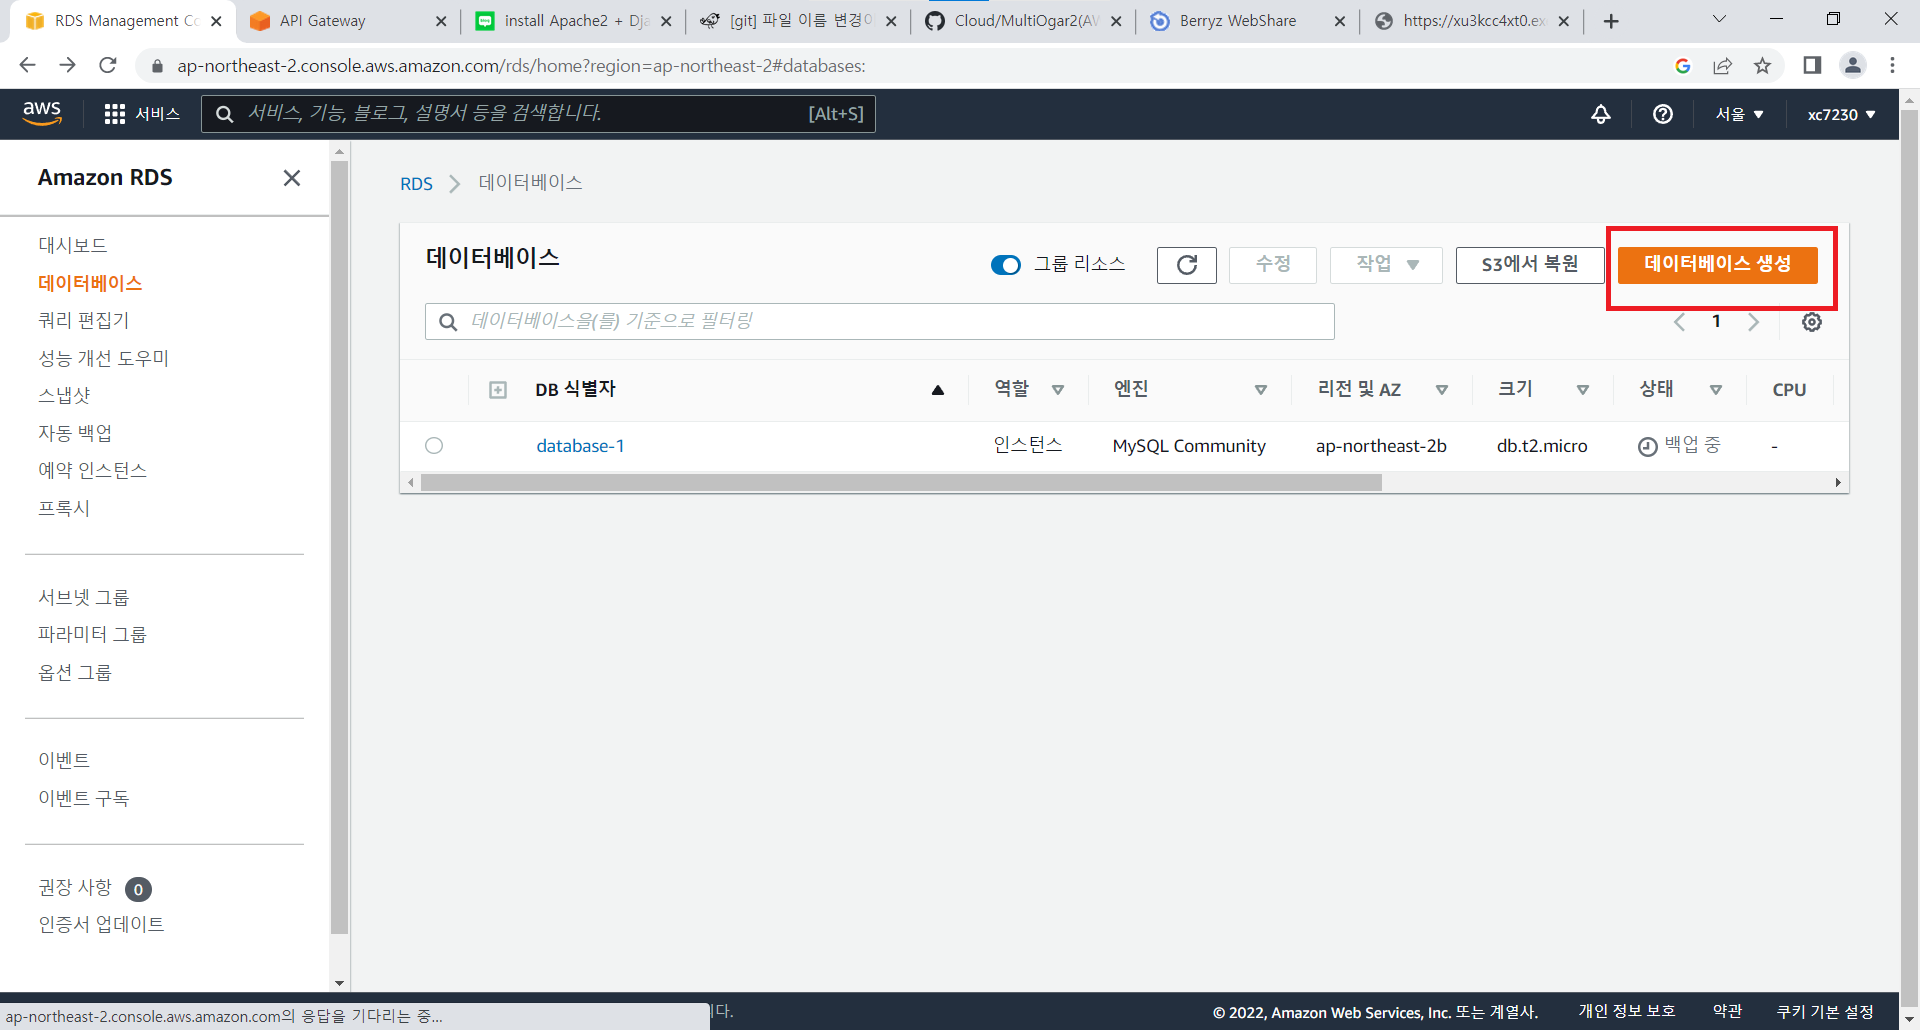 RDS Management Co
API Gateway
install Apache2 + Dja
[git] 파일 이름 변경이
Cloud/MultiOgar2(AW
Berryz WebShare
https://xu3kcc4xt0.ex
ap-northeast-2.console.aws.amazon.com/rds/home?region=ap-northeast-2#databases:
aws
서비스
서비스, 기능, 블로그, 설명서 등을 검색합니다.
[Alt+S]
서울
xc7230
Amazon RDS
대시보드
데이터베이스
쿼리 편집기
성능 개선 도우미
스냅샷
자동 백업
예약 인스턴스
프록시
서브넷 그룹
파라미터 그룹
옵션 그룹
이벤트
이벤트 구독
권장 사항 0
인증서 업데이트
RDS
데이터베이스
데이터베이스
그룹 리소스
수정
작업
S3에서 복원
데이터베이스 생성
데이터베이스을(를) 기준으로 필터링
1
DB 식별자 역할 엔진 리전 및 AZ 크기 상태 CPU
database-1 인스턴스 MySQL Community ap-northeast-2b db.t2.micro 백업 중 -
ap-northeast-2.console.aws.amazon.com의 응답을 기다리는 중...
니다.
© 2022, Amazon Web Services, Inc. 또는 계열사.
개인 정보 보호
약관
쿠키 기본 설정